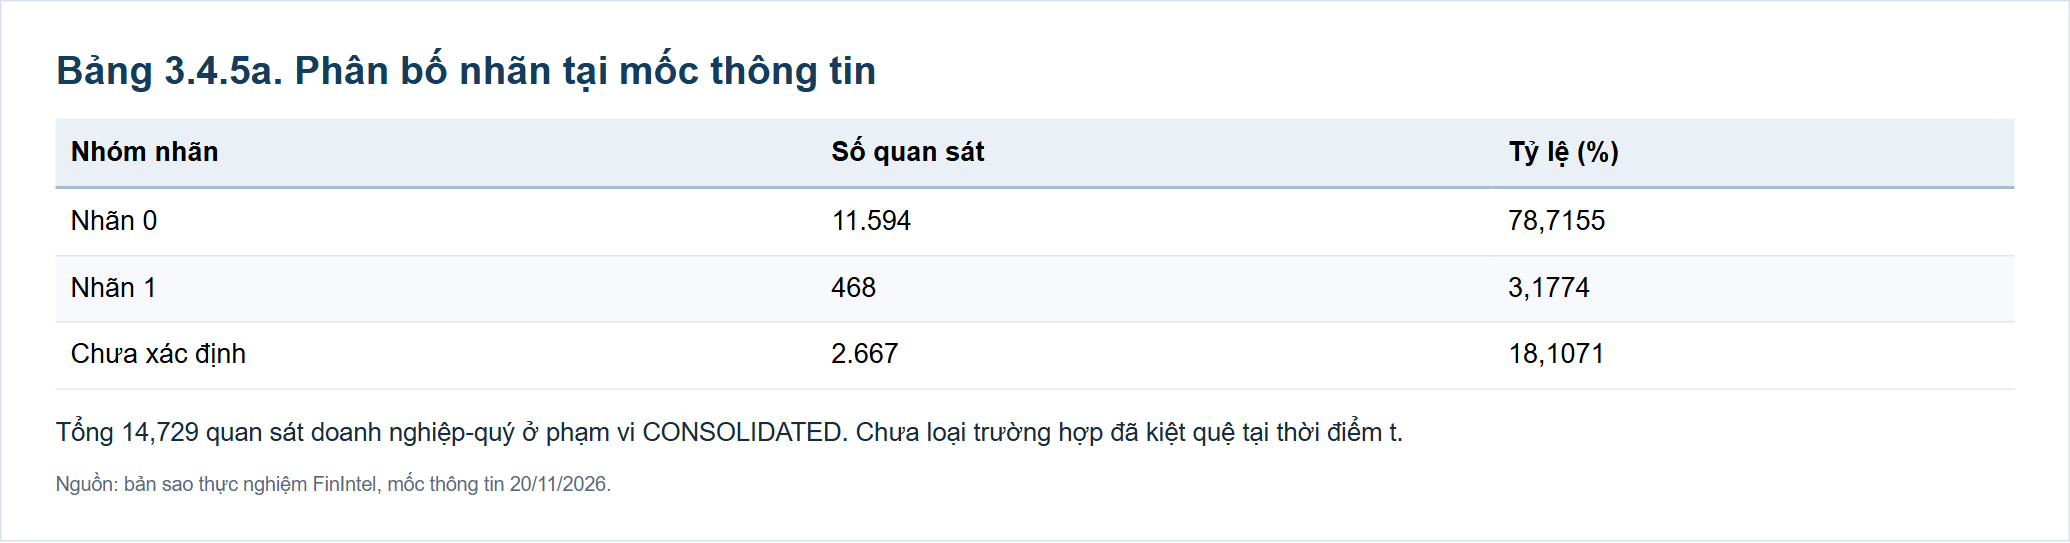 Bảng 3.4.5a. Phân bố nhãn tại mốc thông tin
Nhóm nhãn Số quan sát Tỷ lệ (%)
Nhãn 0 11.594 78,7155
Nhãn 1 468 3,1774
Chưa xác định 2.667 18,1071
Tổng 14,729 quan sát doanh nghiệp-quý ở phạm vi CONSOLIDATED. Chưa loại trường hợp đã kiệt quệ tại thời điểm t.
Nguồn: bản sao thực nghiệm FinIntel, mốc thông tin 20/11/2026.